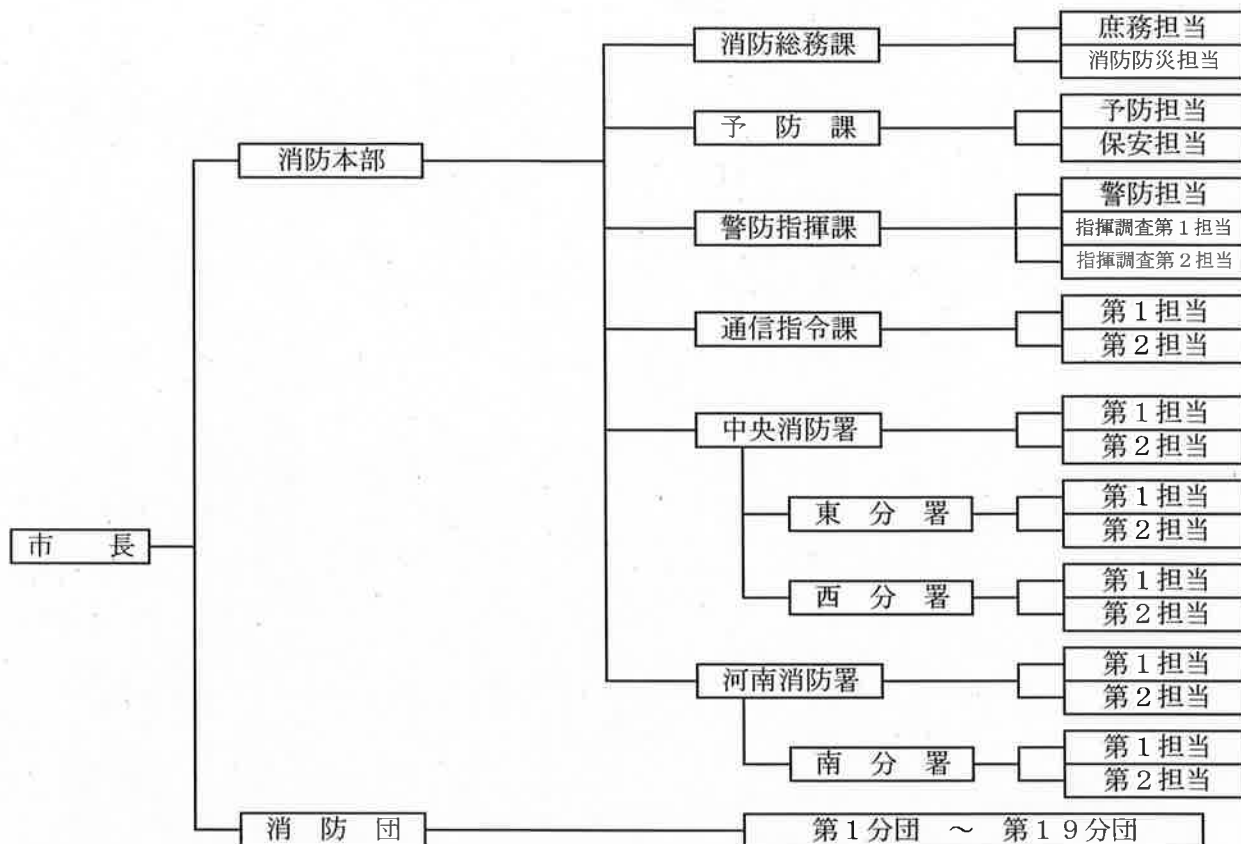 庶務担当
消防総務課
消防防災担当
予防担当
予防課
保安担当
消防本部
警防担当
警防指揮課
指揮調査第１担当
指揮調査第２担当
第１担当
通信指令課
第２担当
第１担当
中央消防署
第２担当
第１担当
東分署
第２担当
市長
第１担当
西分署
第２担当
第１担当
河南消防署
第２担当
第１担当
南分署
第２担当
消防団
第１分団　～　第１９分団